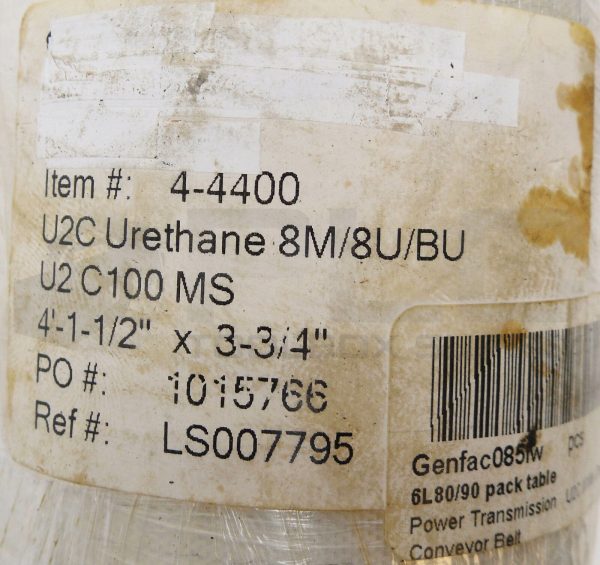 Item #: 4-4400
U2C Urethane 8M/8U/BU
U2 C100 MS
4'-1-1/2" x 3-3/4"
PO #: 1015766
Ref #: LS007795
Genfac085lw pcs
6L80/90 pack table
Power Transmission
Conveyor Belt